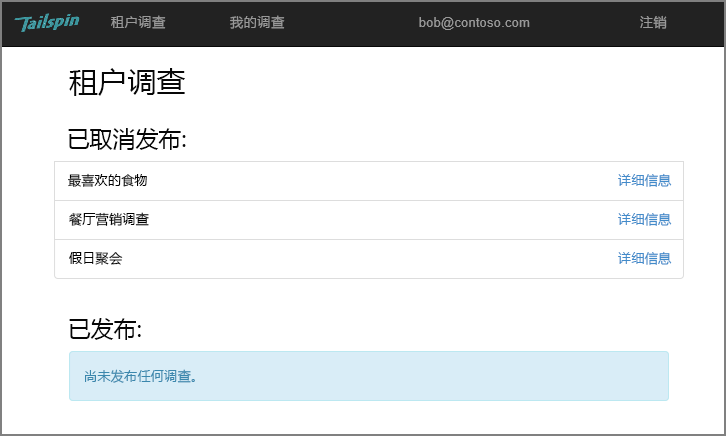 Tailspin 租户调查 我的调查 bob@contoso.com 注销
租户调查
已取消发布:
最喜欢的食物 详细信息
餐厅营销调查 详细信息
假日聚会 详细信息
已发布:
尚未发布任何调查。